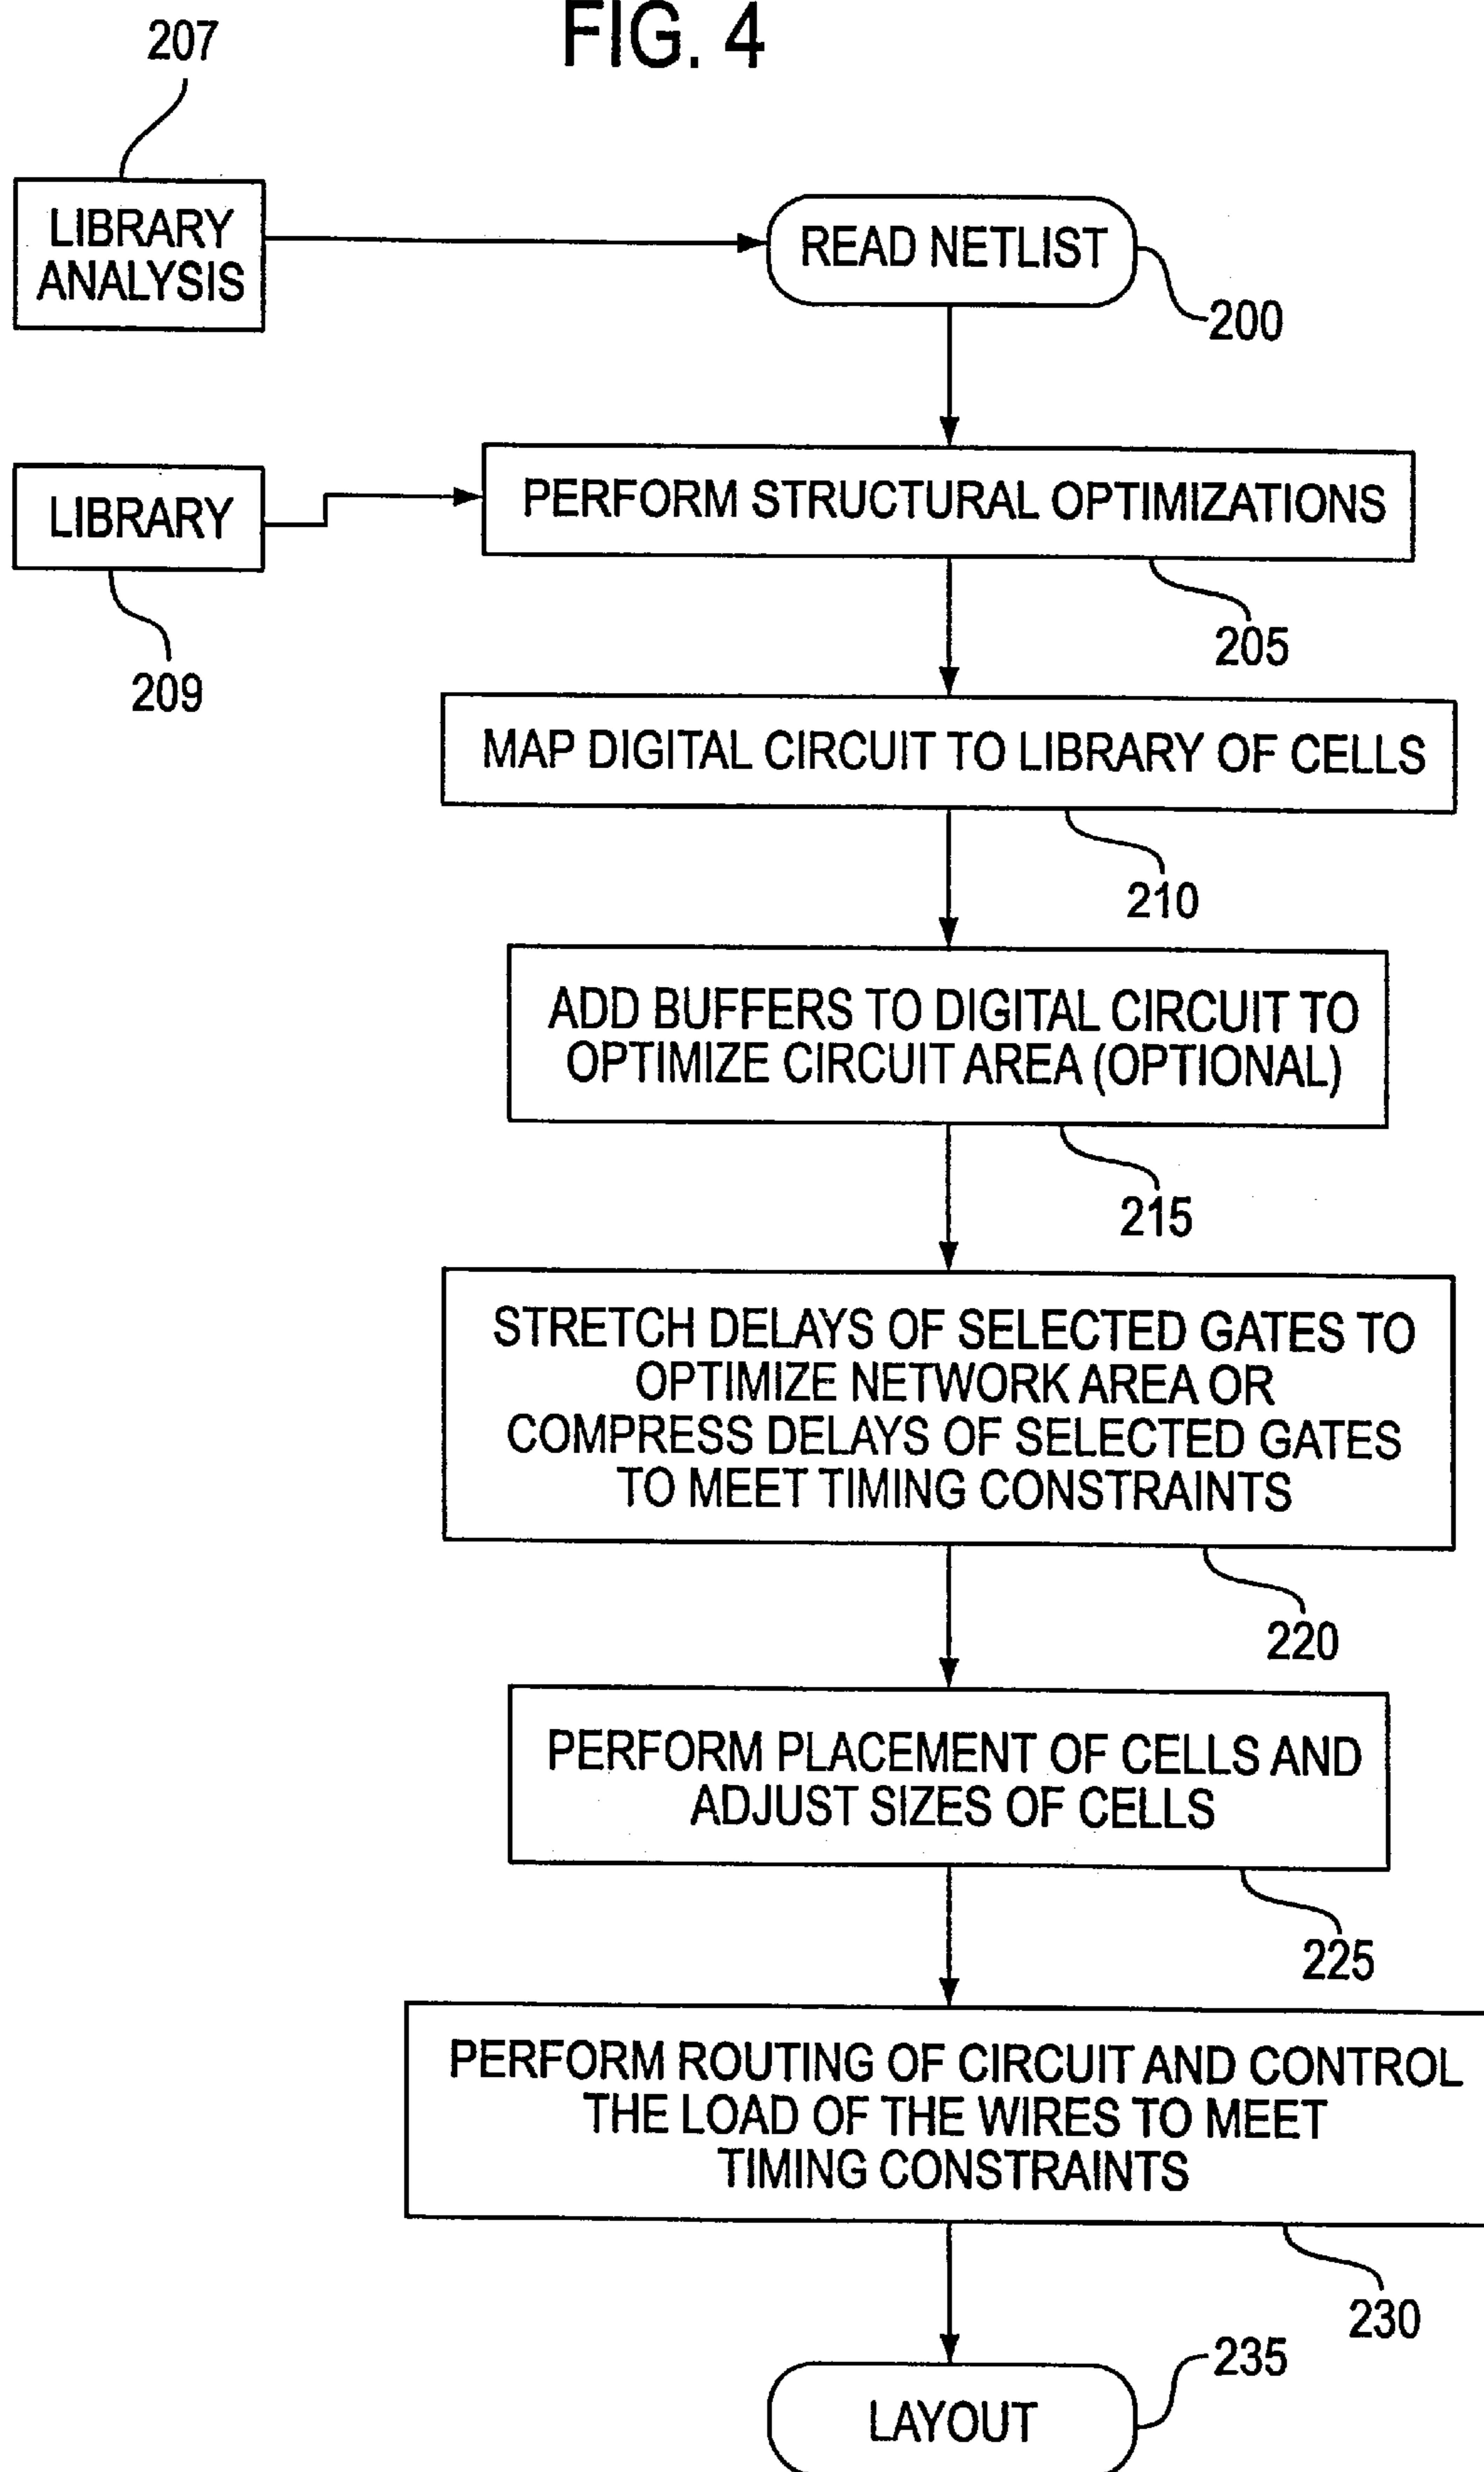 FIG. 4
207
LIBRARY
ANALYSIS
READ NETLIST
200
LIBRARY
209
PERFORM STRUCTURAL OPTIMIZATIONS
205
MAP DIGITAL CIRCUIT TO LIBRARY OF CELLS
210
ADD BUFFERS TO DIGITAL CIRCUIT TO
OPTIMIZE CIRCUIT AREA (OPTIONAL)
215
STRETCH DELAYS OF SELECTED GATES TO
OPTIMIZE NETWORK AREA OR
COMPRESS DELAYS OF SELECTED GATES
TO MEET TIMING CONSTRAINTS
220
PERFORM PLACEMENT OF CELLS AND
ADJUST SIZES OF CELLS
225
PERFORM ROUTING OF CIRCUIT AND CONTROL
THE LOAD OF THE WIRES TO MEET
TIMING CONSTRAINTS
230
235
LAYOUT